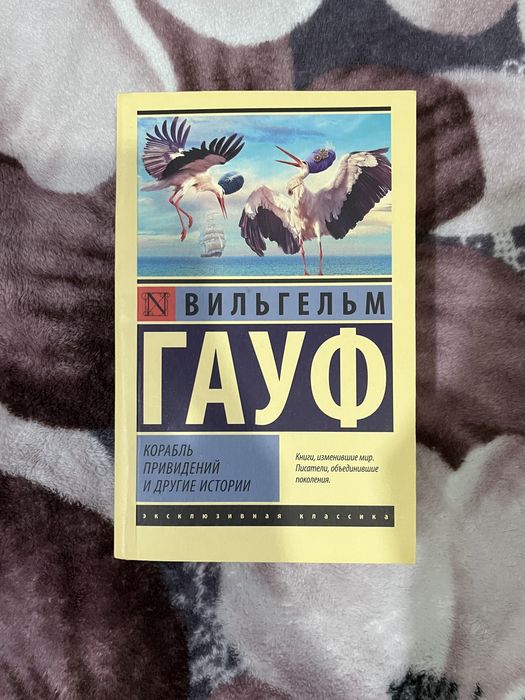 N ВИЛЬГЕЛЬМ
ГАУФ
КОРАБЛЬ
ПРИВИДЕНИЙ
И ДРУГИЕ ИСТОРИИ
Книги, изменившие мир.
Писатели, объединившие
поколения.
эксклюзивная классика